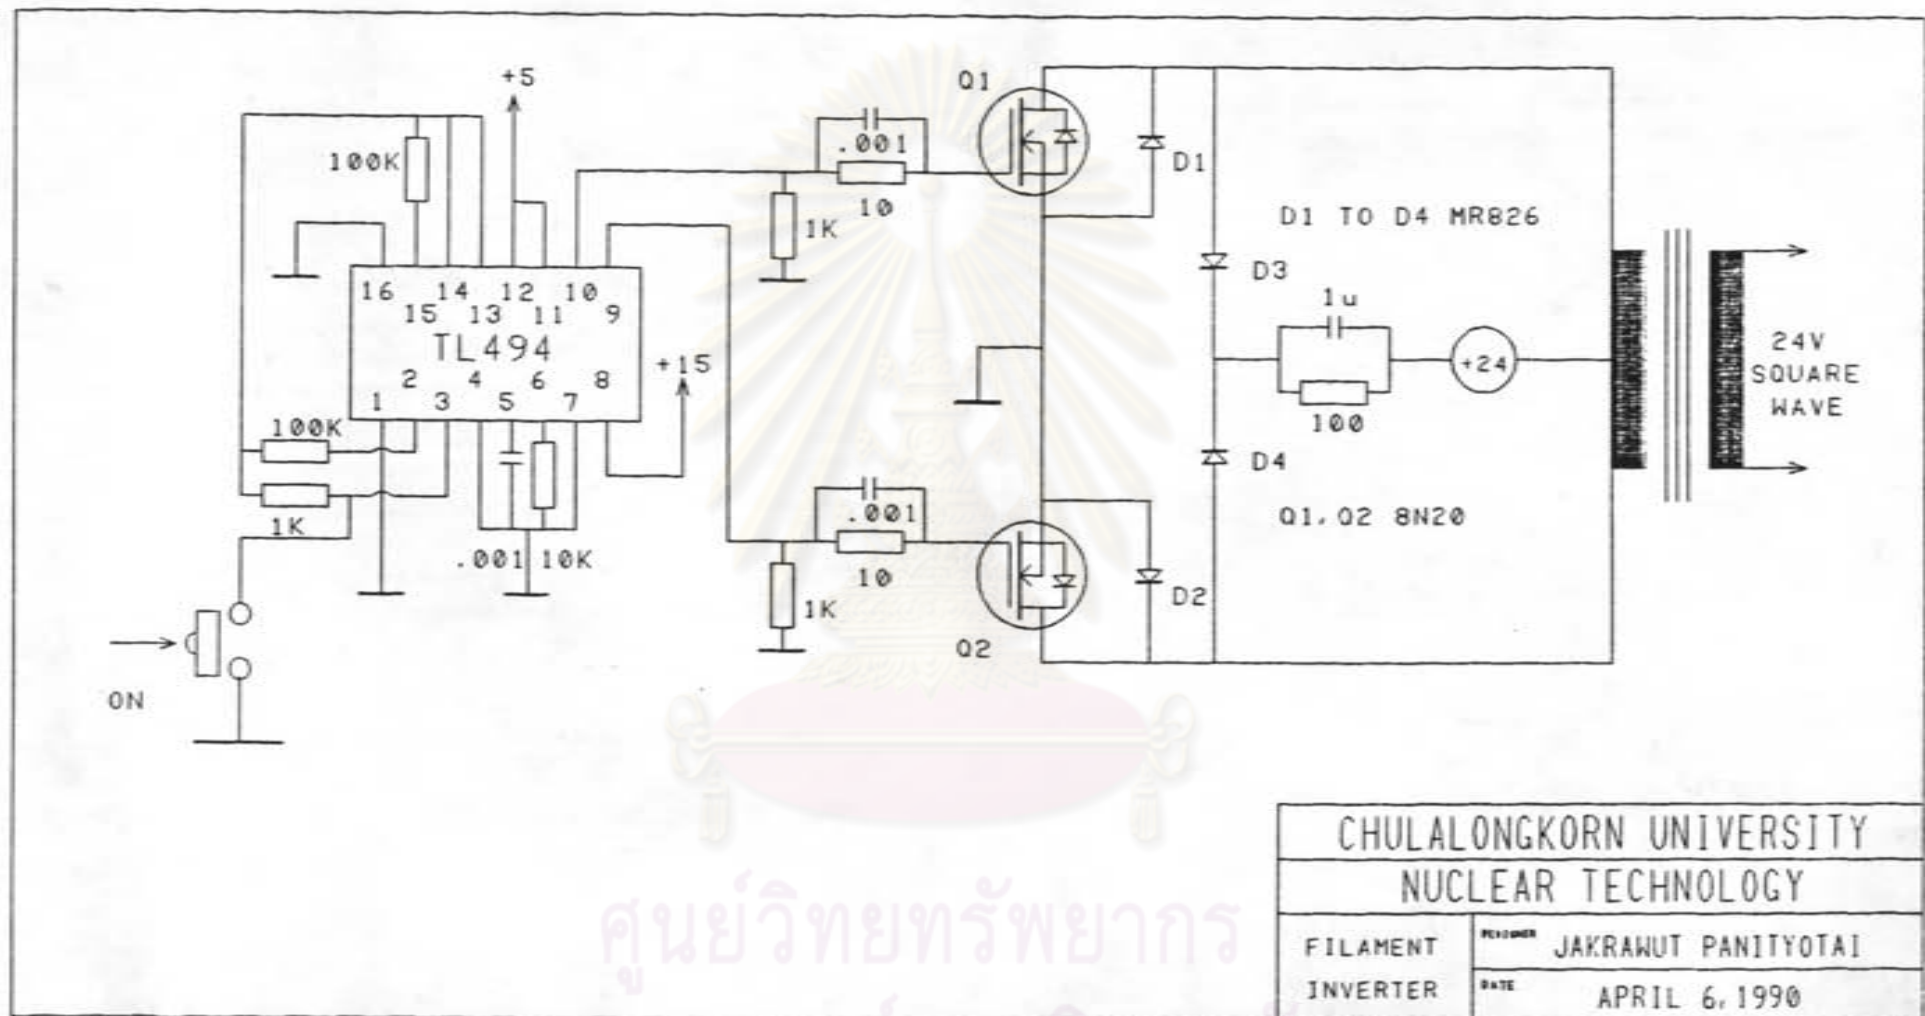 +5
Q1
.001
100K
D1
10
1K
D1 TO D4 MR826
D3
16 14 12 10
15 13 11 9
TL494
1u
24V
SQUARE
WAVE
+15
+24
2 4 6 8
1 3 5 7
100
100K
D4
1K
.001
Q1,Q2 8N20
.001 10K
10
1K
D2
Q2
ON
CHULALONGKORN UNIVERSITY
NUCLEAR TECHNOLOGY
FILAMENT
INVERTER
DESIGNER JAKRAWUT PANITYOTAI
DATE APRIL 6, 1990
ศูนย์วิทยทรัพยากร